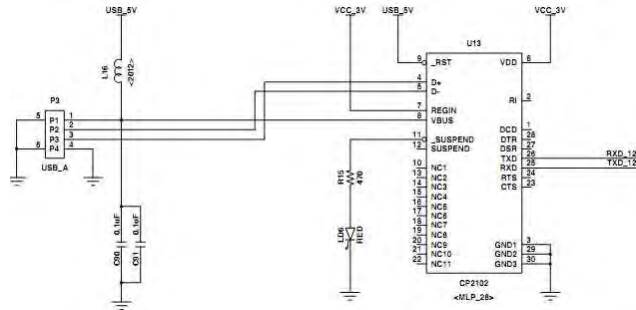 USB_5V
VCC_3V
USB_5V
VCC_3V
U13
L16
<2012>
9 _RST
VDD 6
4 D+
5 D-
RI 2
P3
7 REGIN
8 VBUS
5 P1 1
P2 2
P3 3
6 P4 4
USB_A
DCD 1
DTR 28
DSR 27
TXD 26 RXD_12
RXD 25 TXD_12
RTS 24
CTS 23
11 _SUSPEND
12 SUSPEND
R15
470
10 NC1
13 NC2
14 NC3
15 NC4
16 NC5
17 NC6
18 NC7
19 NC8
20 NC9
21 NC10
22 NC11
LD6
RED
0.1uF
0.1uF
C90
C91
GND1 3
GND2 29
GND3 30
CP2102
<MLP_28>